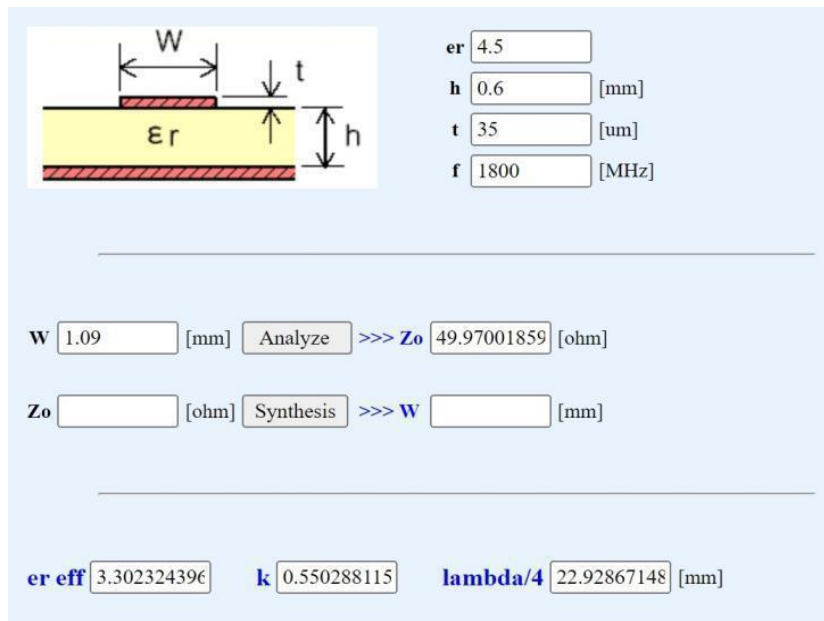 W
t
εr
h
er 4.5
h 0.6 [mm]
t 35 [um]
f 1800 [MHz]
W 1.09 [mm] Analyze >>> Zo 49.97001859 [ohm]
Zo [ohm] Synthesis >>> W [mm]
er eff 3.302324396 k 0.550288115 lambda/4 22.92867148 [mm]